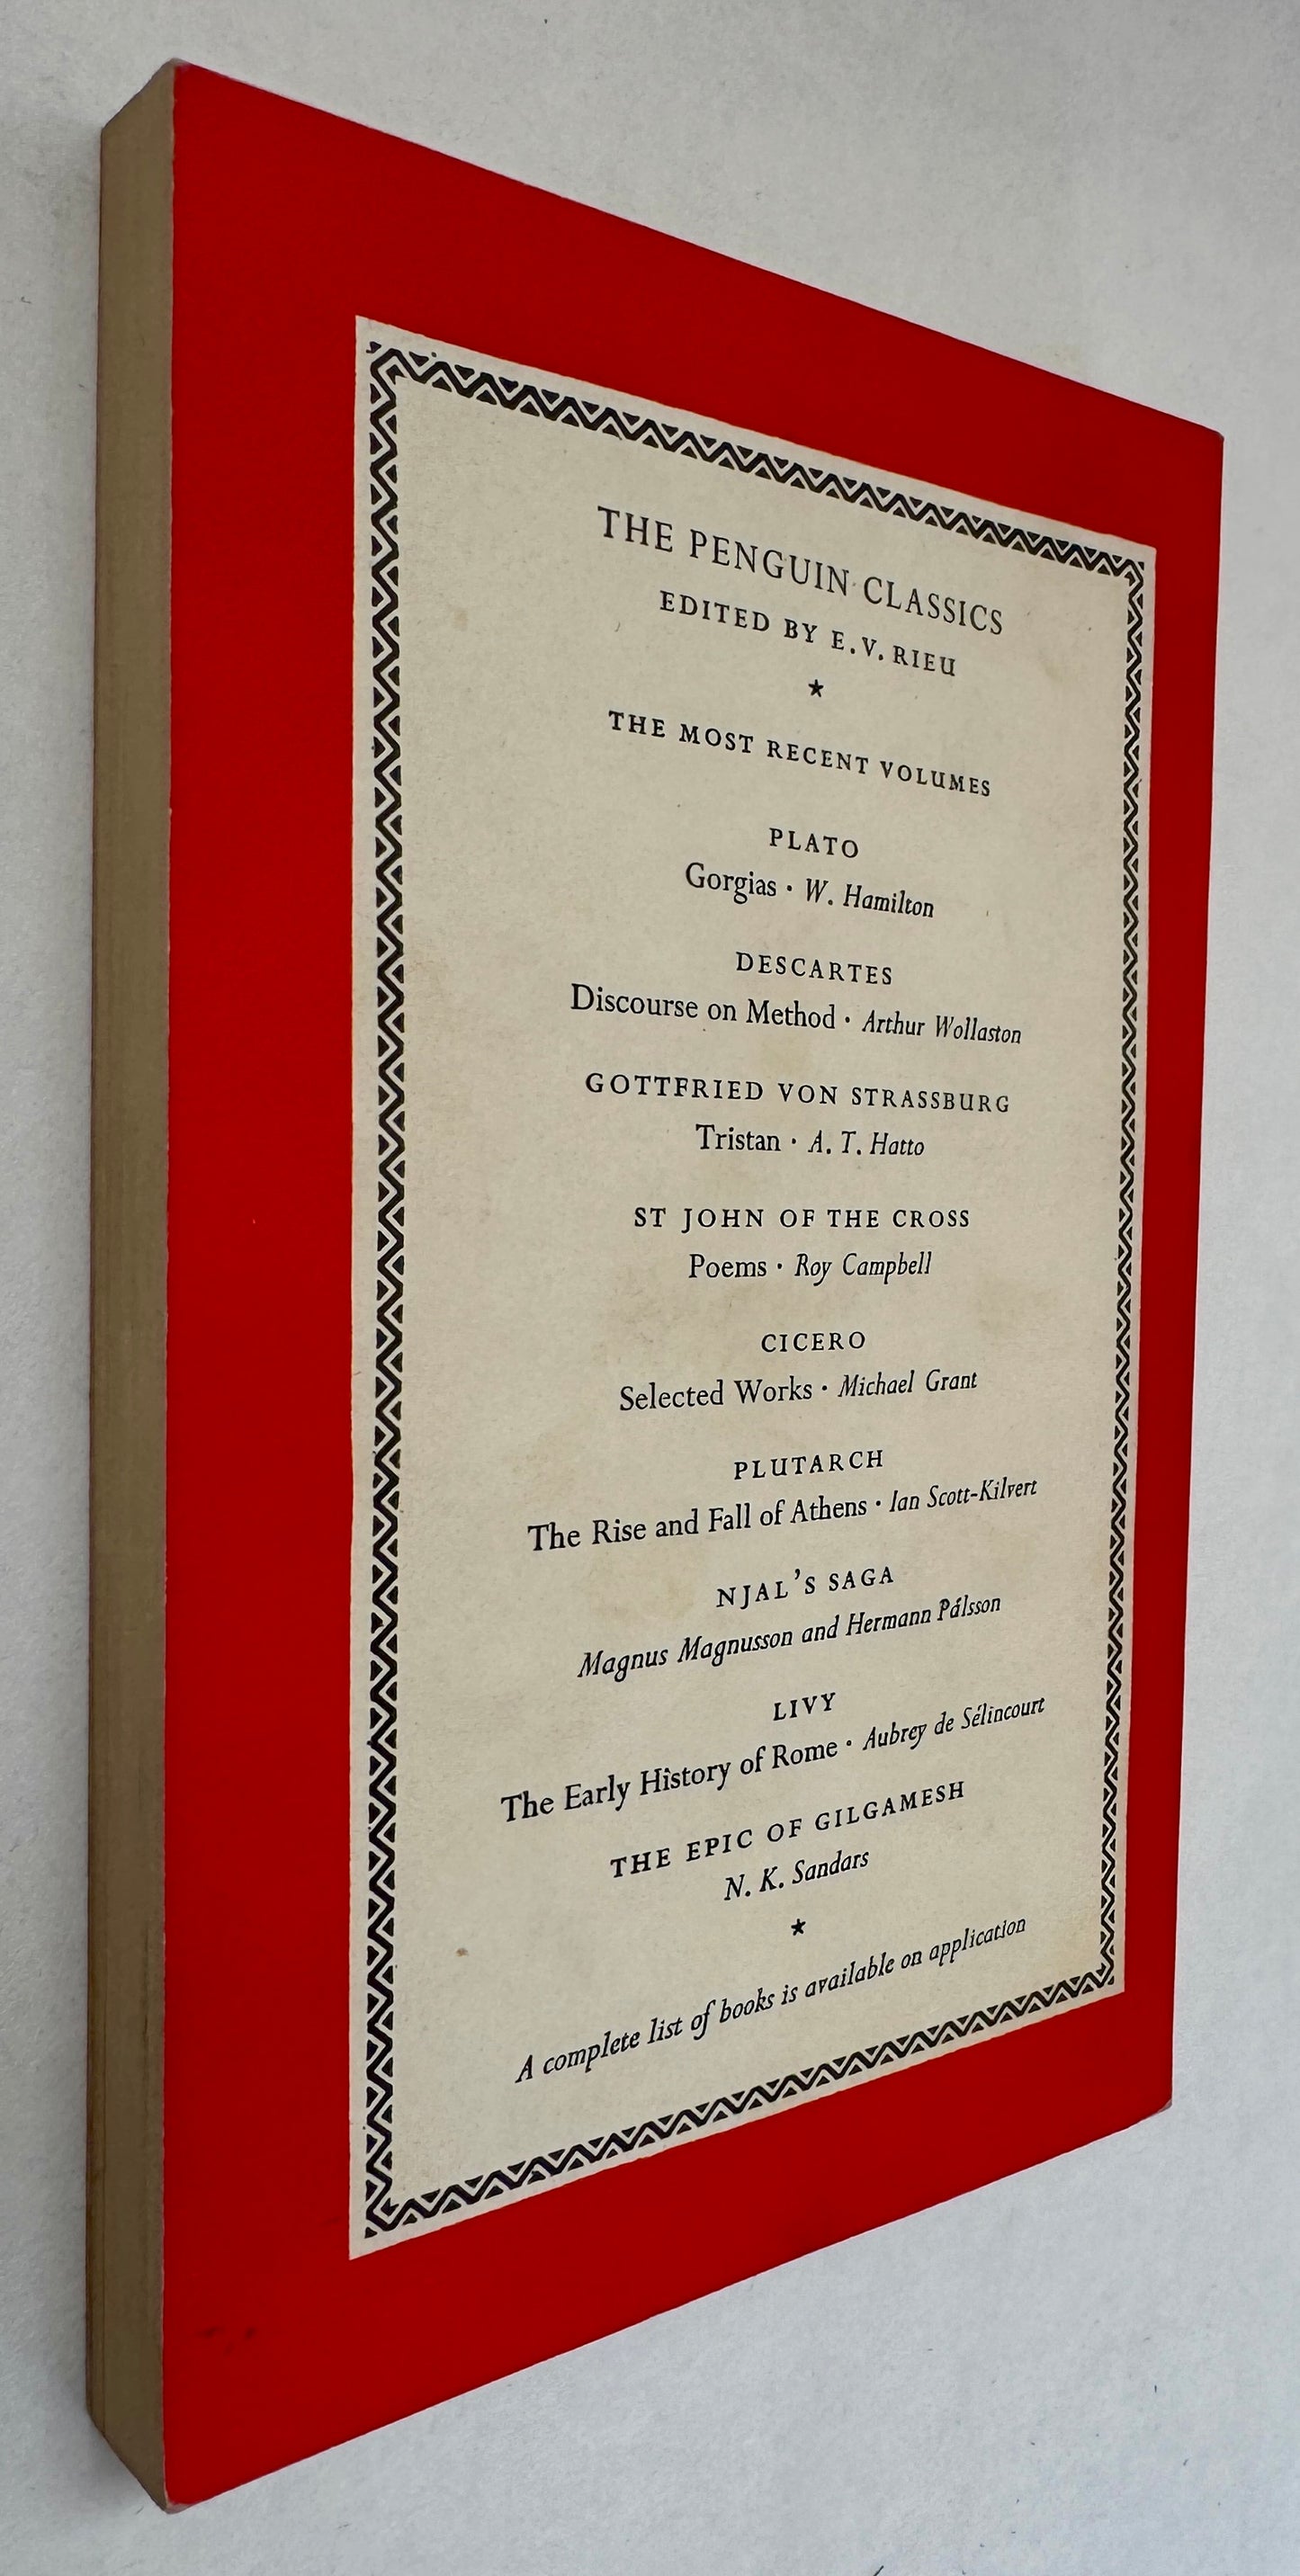 THE PENGUIN CLASSICS
EDITED BY E. V. RIEU
★
THE MOST RECENT VOLUMES
PLATO
Gorgias · W. Hamilton
DESCARTES
Discourse on Method · Arthur Wollaston
GOTTFRIED VON STRASSBURG
Tristan · A. T. Hatto
ST JOHN OF THE CROSS
Poems · Roy Campbell
CICERO
Selected Works · Michael Grant
PLUTARCH
The Rise and Fall of Athens · Ian Scott-Kilvert
NJAL'S SAGA
Magnus Magnusson and Hermann Pálsson
LIVY
The Early History of Rome · Aubrey de Sélincourt
THE EPIC OF GILGAMESH
N. K. Sandars
★
A complete list of books is available on application